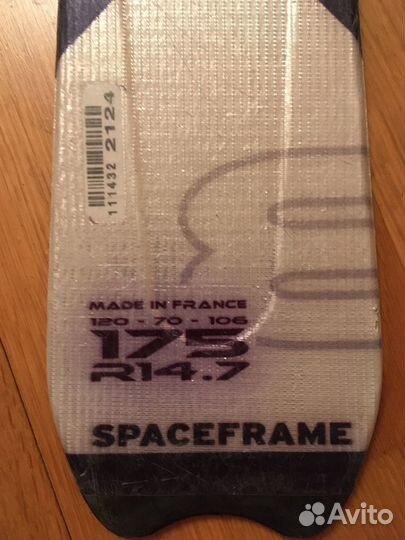 111432 2124
MADE IN FRANCE
120 - 70 - 106
175
R14.7
SPACEFRAME
Avito